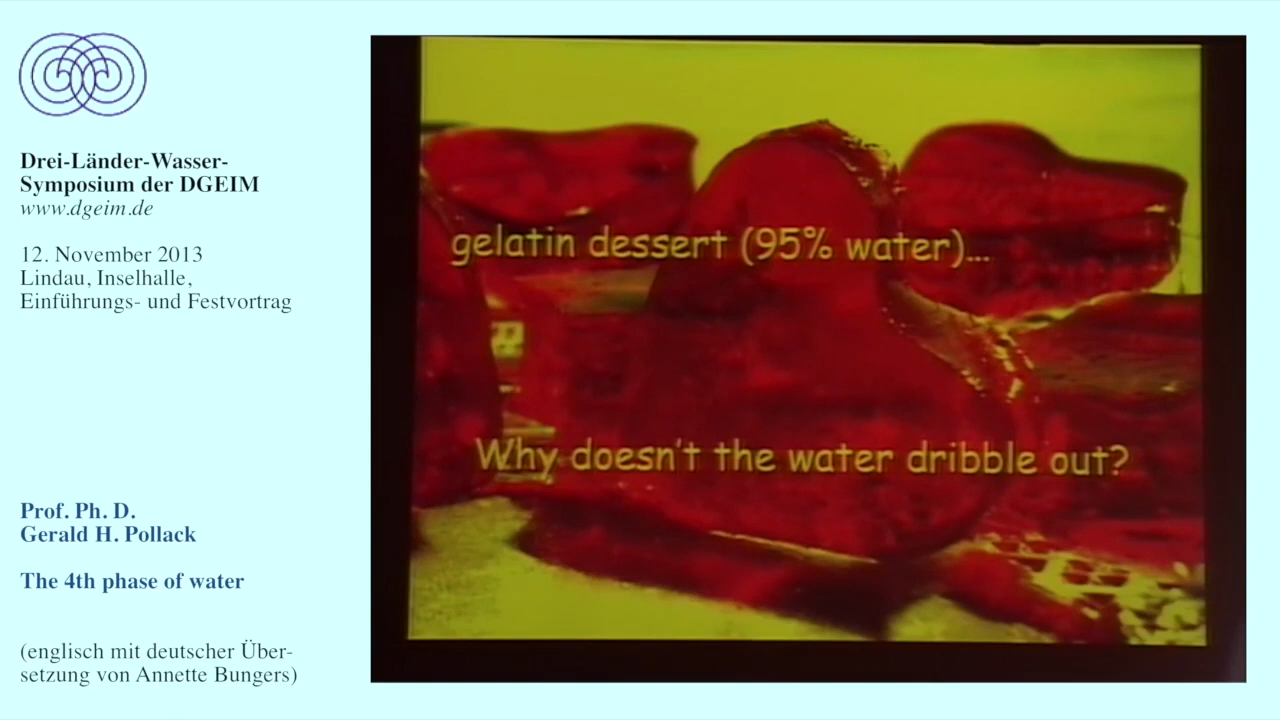 Drei-Länder-Wasser-
Symposium der DGEIM
www.dgeim.de
12. November 2013
Lindau, Inselhalle,
Einführungs- und Festvortrag
Prof. Ph. D.
Gerald H. Pollack
The 4th phase of water
(englisch mit deutscher Über-
setzung von Annette Bungers)
gelatin dessert (95% water)...
Why doesn't the water dribble out?